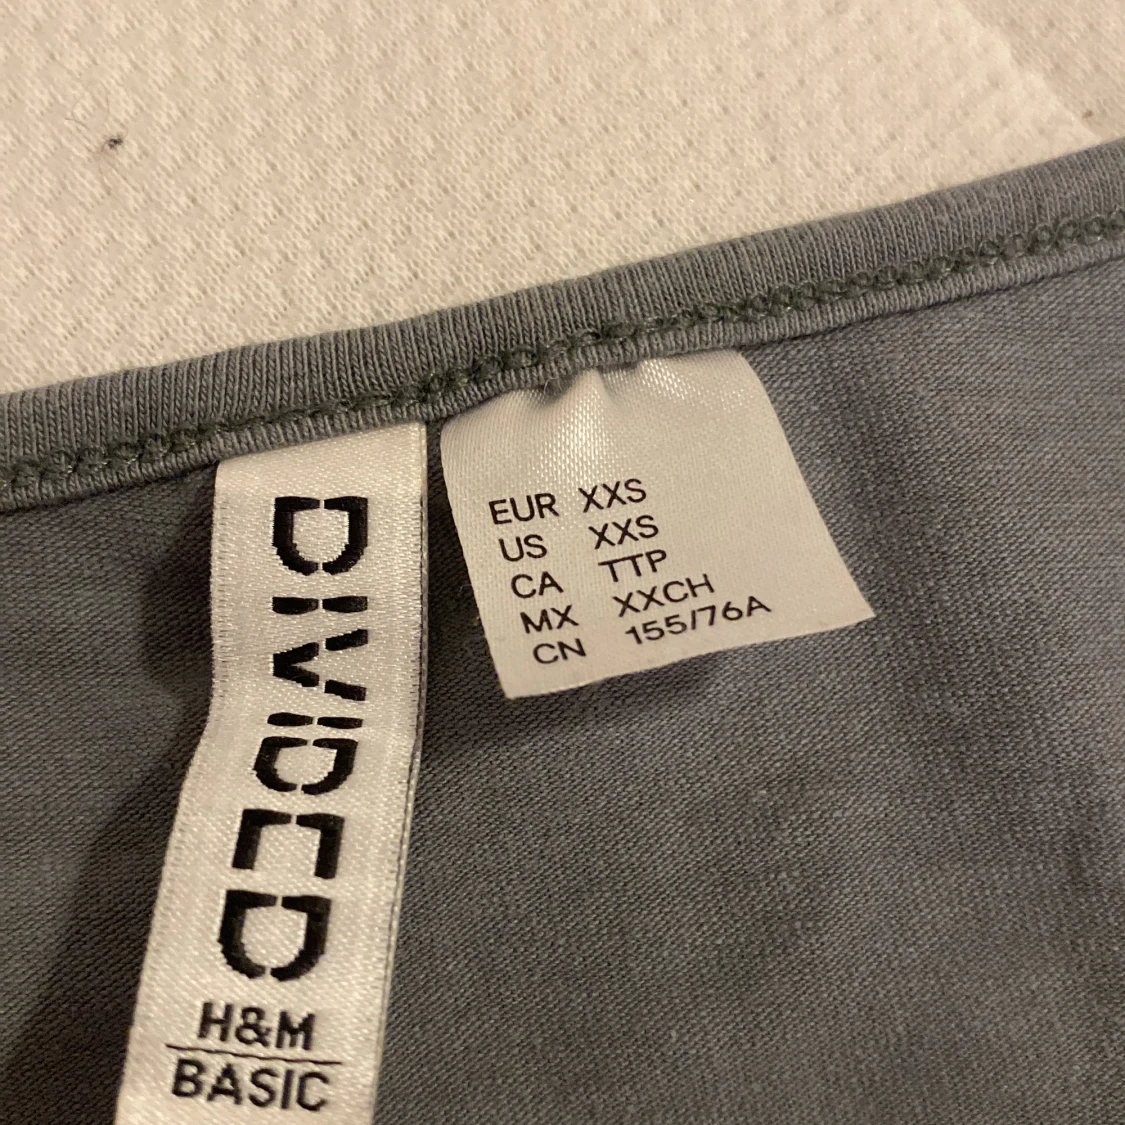 DIVIDED
H&M
BASIC
EUR XXS
US XXS
CA TTP
MX XXCH
CN 155/76A